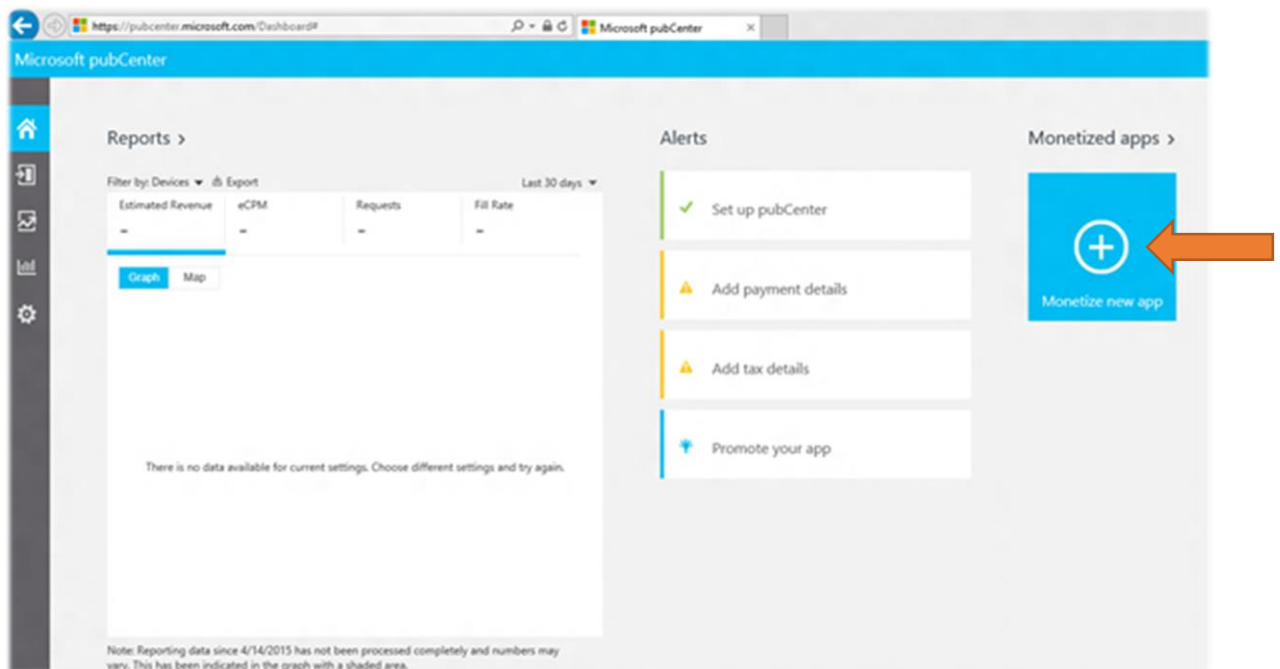 https://pubcenter.microsoft.com/Dashboard#
Microsoft pubCenter
Microsoft pubCenter
Reports >
Filter by: Devices Export Last 30 days
Estimated Revenue eCPM Requests Fill Rate
– – – –
Graph Map
There is no data available for current settings. Choose different settings and try again.
Note: Reporting data since 4/14/2015 has not been processed completely and numbers may
vary. This has been indicated in the graph with a shaded area.
Alerts
Set up pubCenter
Add payment details
Add tax details
Promote your app
Monetized apps >
Monetize new app